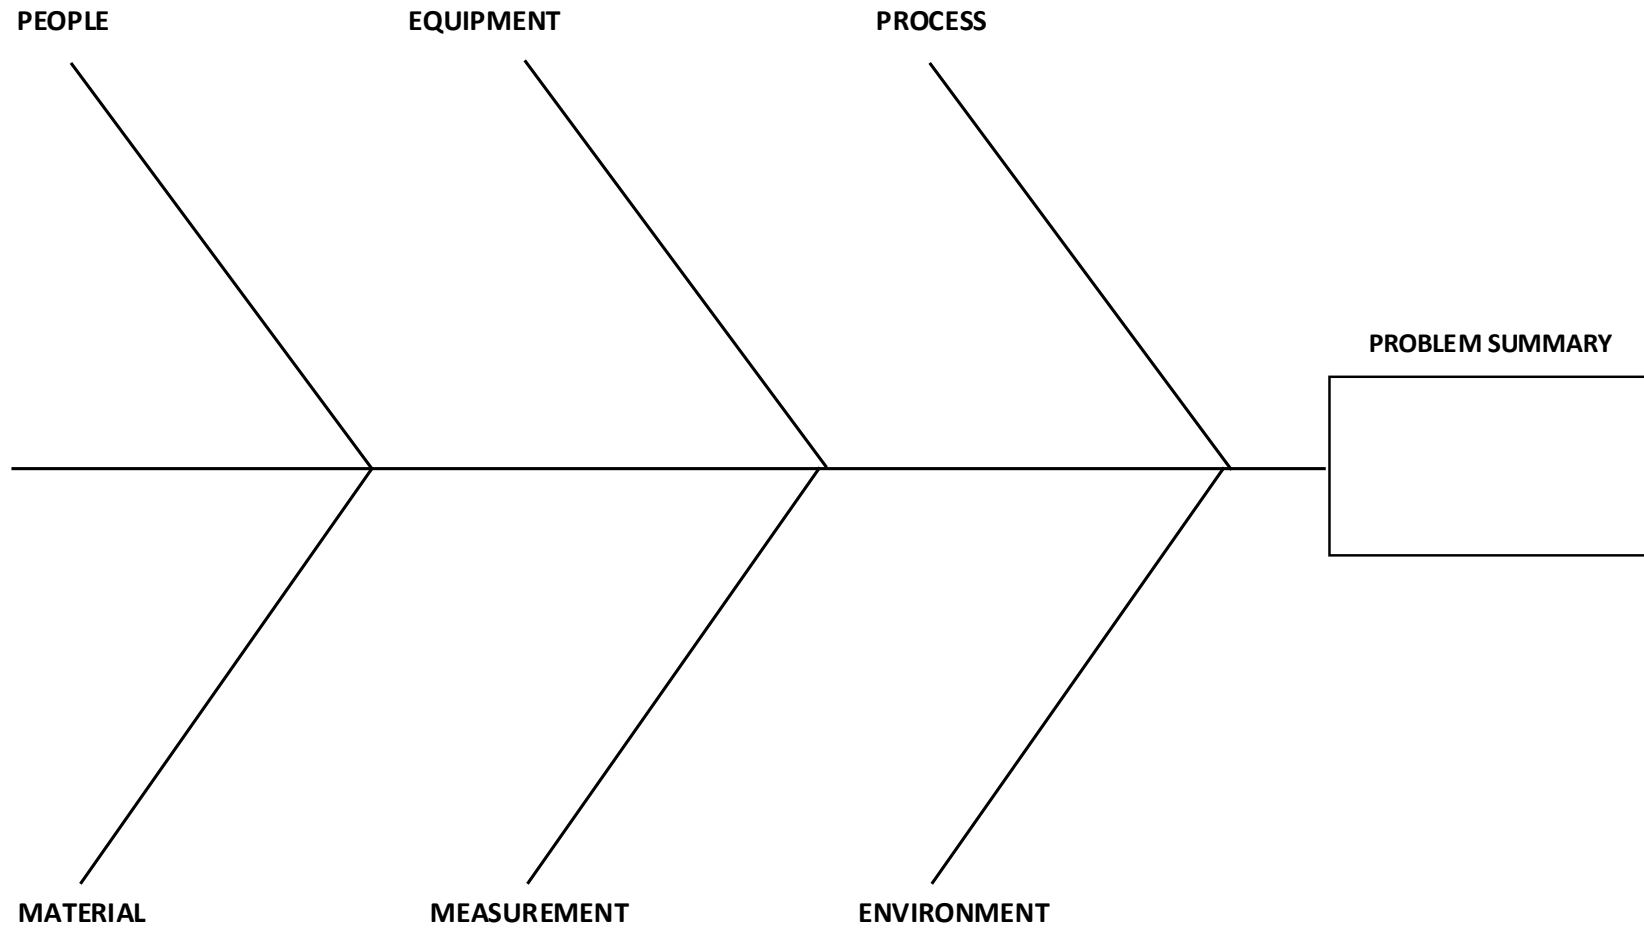 PEOPLE
EQUIPMENT
PROCESS
PROBLEM SUMMARY
MATERIAL
MEASUREMENT
ENVIRONMENT